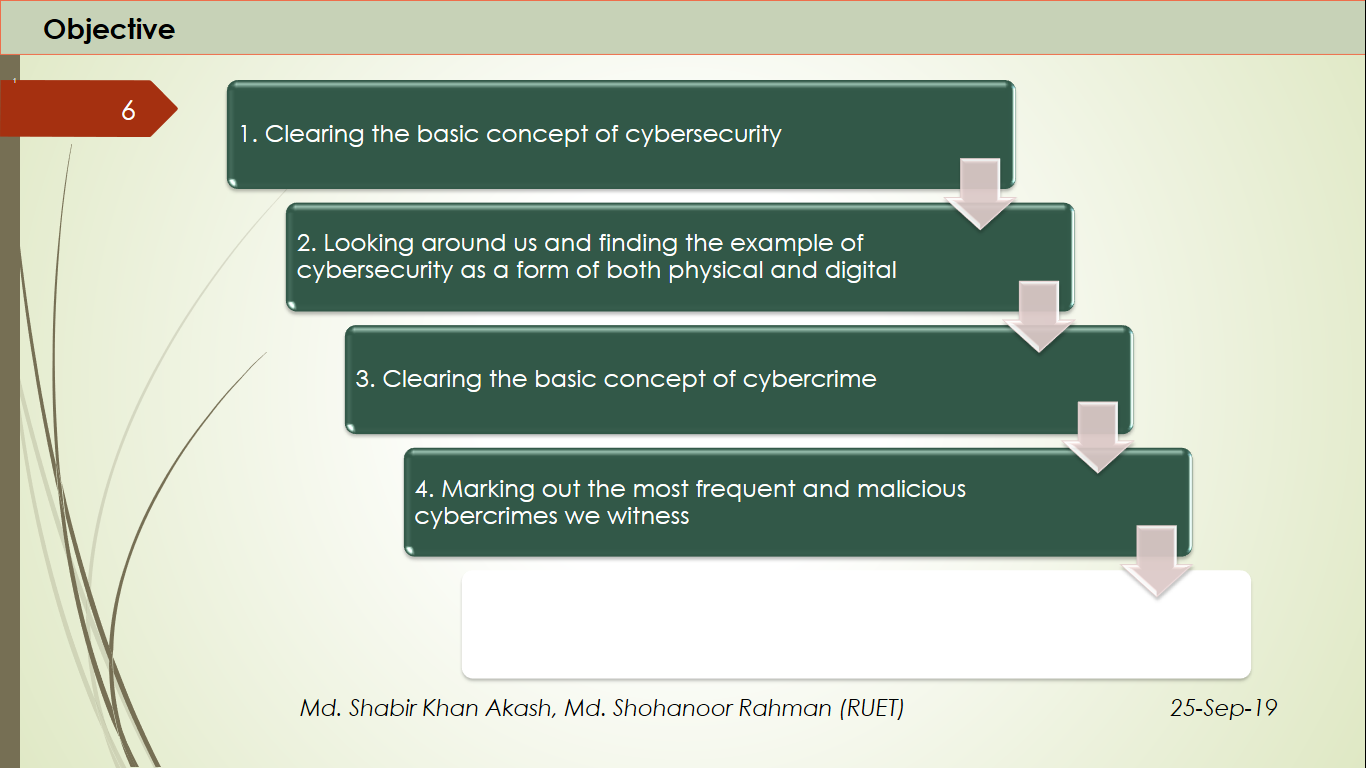 Objective
6
1. Clearing the basic concept of cybersecurity
2. Looking around us and finding the example of
cybersecurity as a form of both physical and digital
3. Clearing the basic concept of cybercrime
4. Marking out the most frequent and malicious
cybercrimes we witness
Md. Shabir Khan Akash, Md. Shohanoor Rahman (RUET)
25-Sep-19